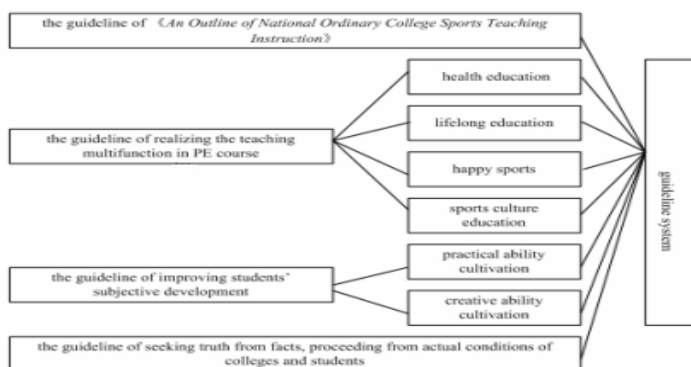 the guideline of 《An Outline of National Ordinary College Sports Teaching
Instruction》
health education
lifelong education
the guideline of realizing the teaching
multifunction in PE course
happy sports
sports culture
education
practical ability
cultivation
the guideline of improving students'
subjective development
creative ability
cultivation
the guideline of seeking truth from facts, proceeding from actual conditions of
colleges and students
guideline system